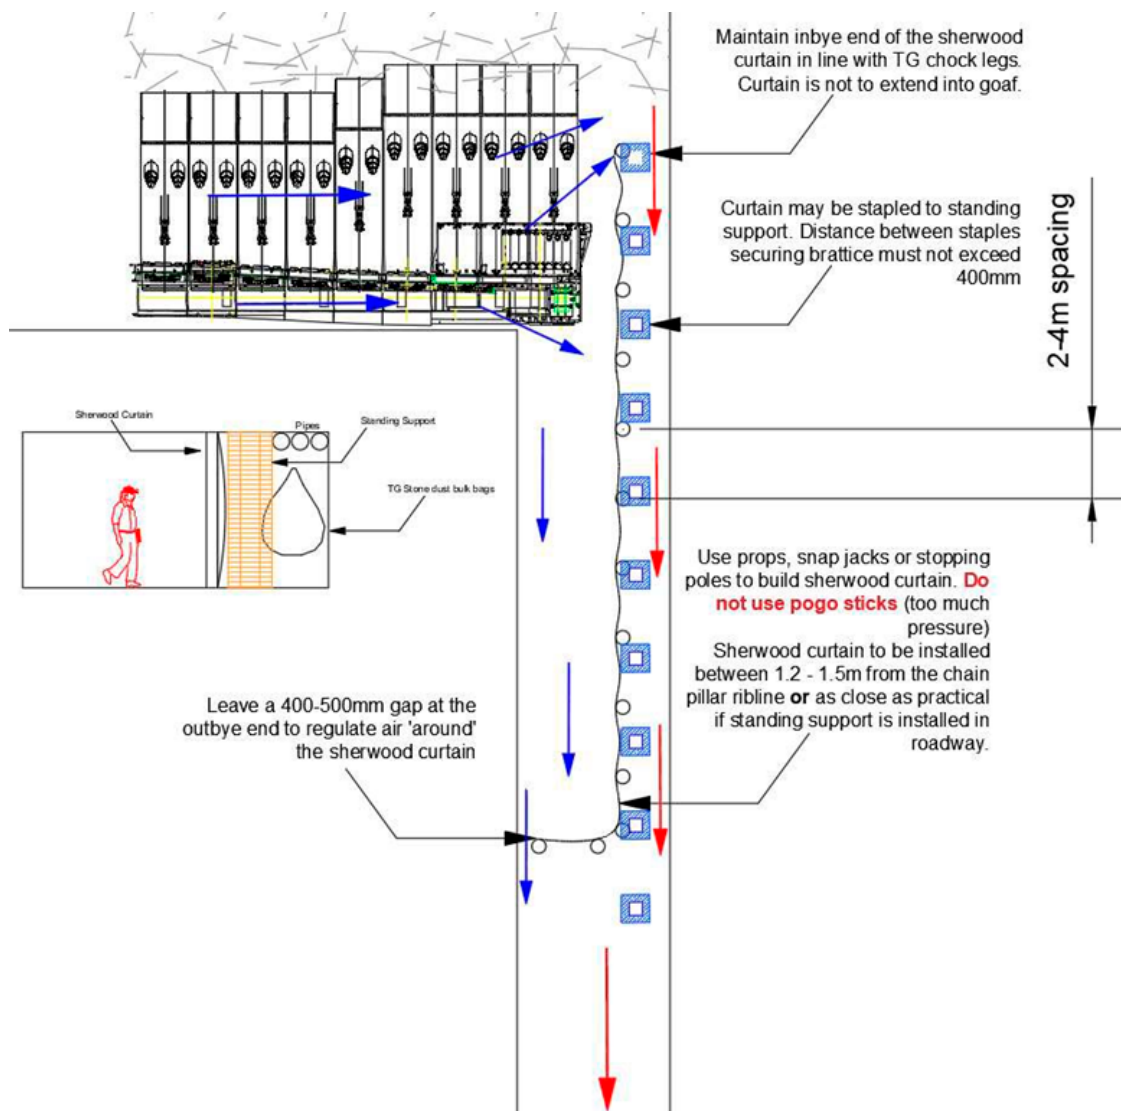 Maintain inbye end of the sherwood
curtain in line with TG chock legs.
Curtain is not to extend into goaf.
Curtain may be stapled to standing
support. Distance between staples
securing brattice must not exceed
400mm
2-4m spacing
Sherwood Curtain
Standing Support
Pipes
TG Stone dust bulk bags
Use props, snap jacks or stopping
poles to build sherwood curtain. Do
not use pogo sticks (too much
pressure)
Sherwood curtain to be installed
between 1.2 - 1.5m from the chain
pillar ribline or as close as practical
if standing support is installed in
roadway.
Leave a 400-500mm gap at the
outbye end to regulate air 'around'
the sherwood curtain